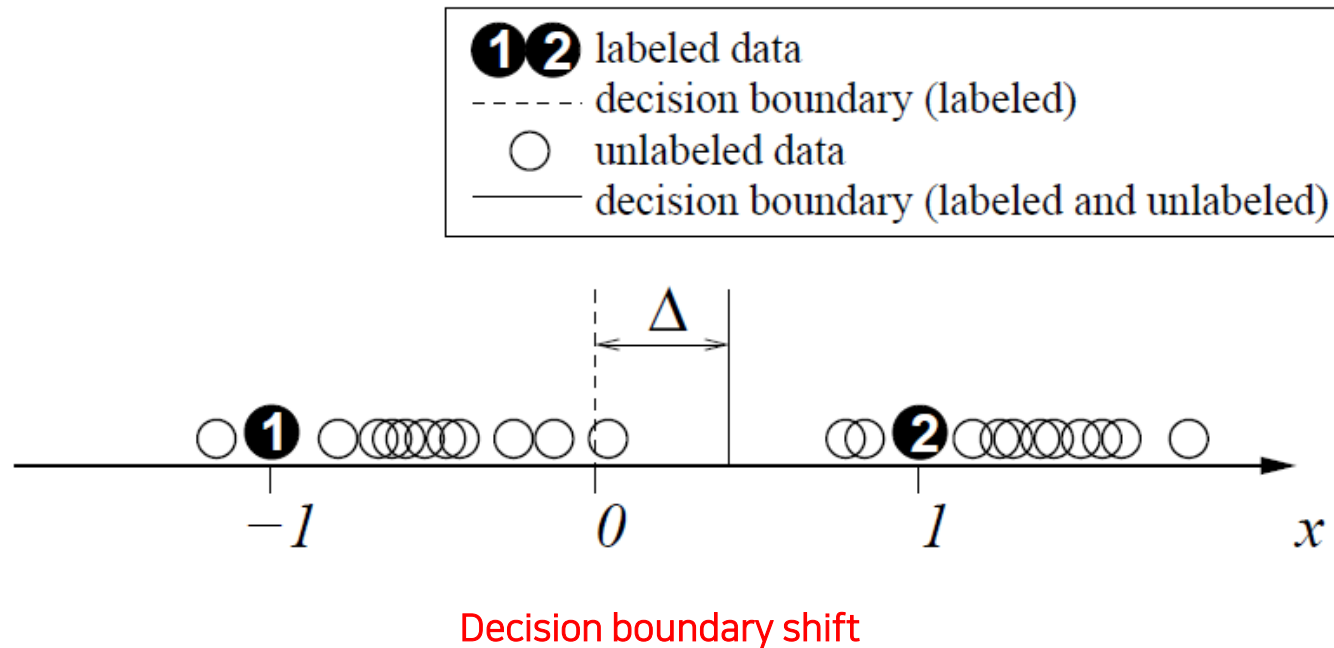 1 2 labeled data
decision boundary (labeled)
unlabeled data
decision boundary (labeled and unlabeled)
Δ
1 2
−1 0 1 x
Decision boundary shift